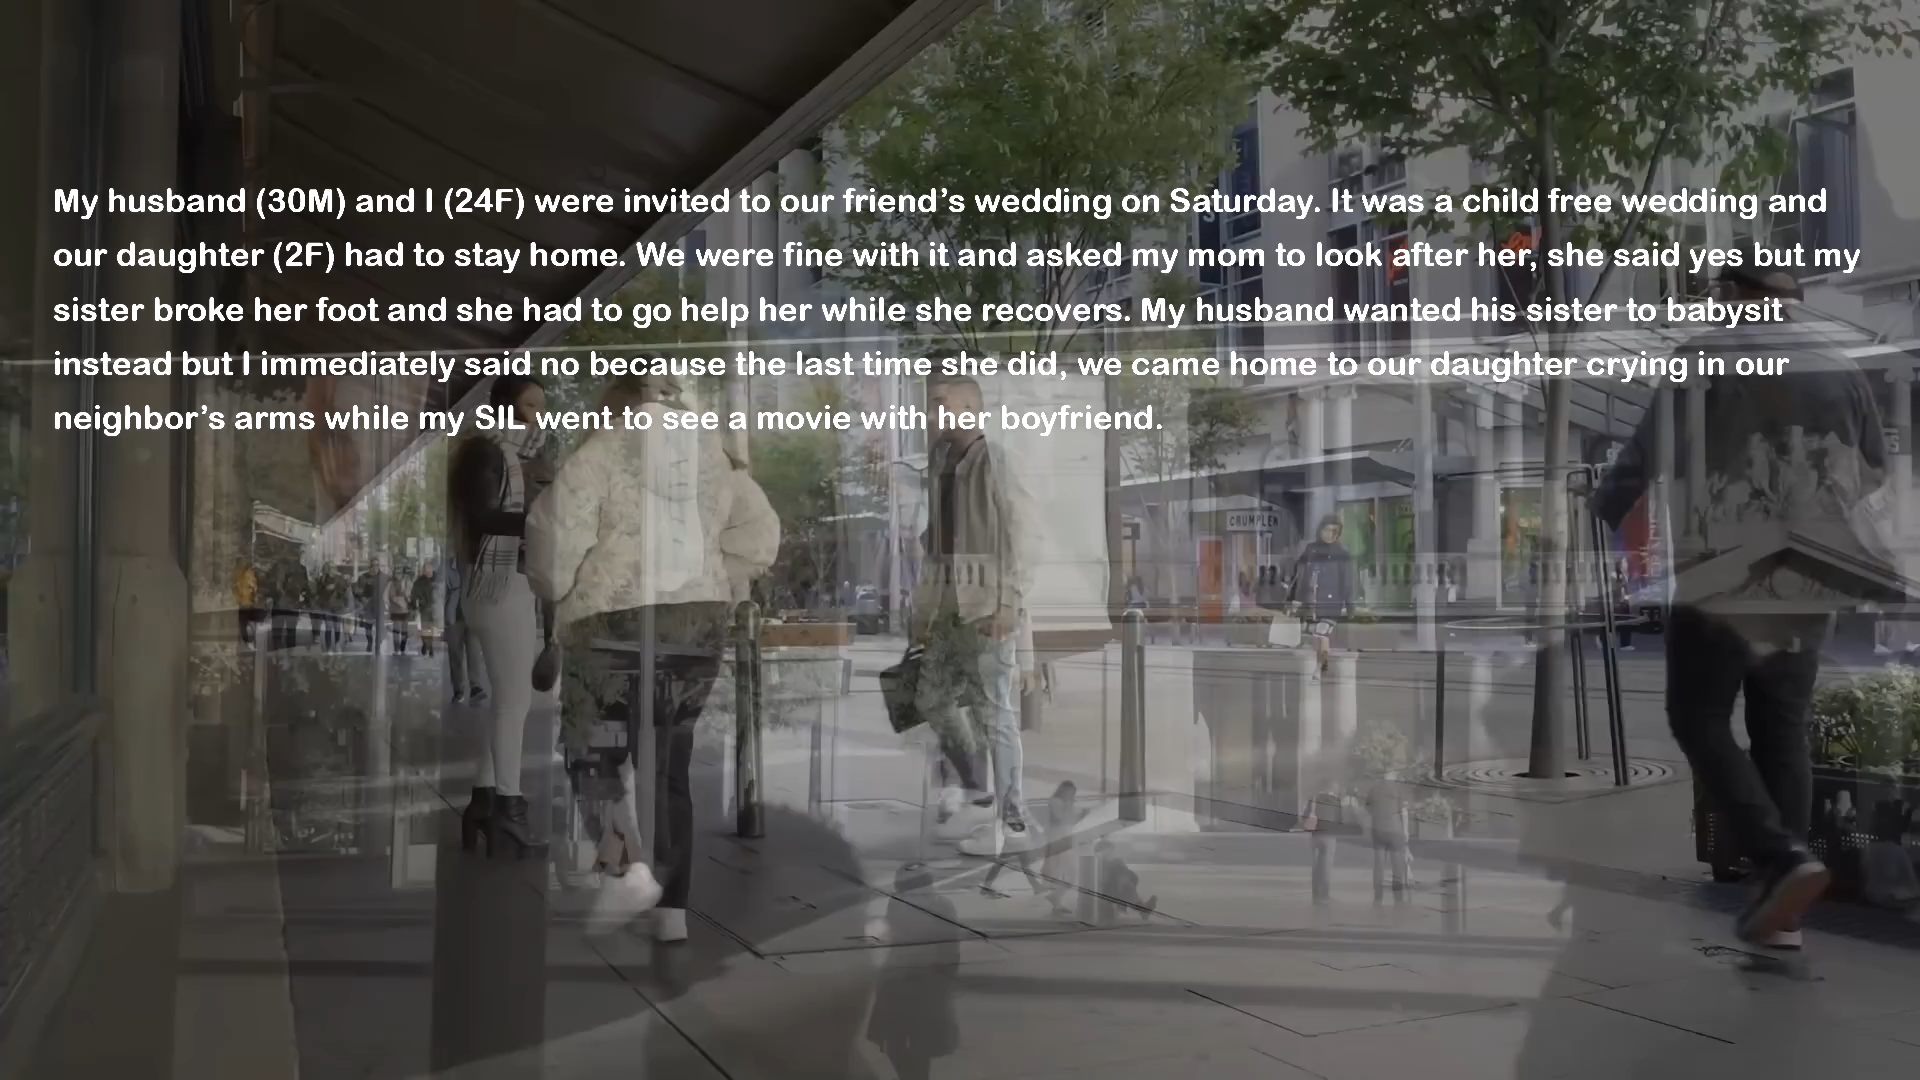 My husband (30M) and I (24F) were invited to our friend’s wedding on Saturday. It was a child free wedding and
our daughter (2F) had to stay home. We were fine with it and asked my mom to look after her, she said yes but my
sister broke her foot and she had to go help her while she recovers. My husband wanted his sister to babysit
instead but I immediately said no because the last time she did, we came home to our daughter crying in our
neighbor’s arms while my SIL went to see a movie with her boyfriend.
CRUMPLER